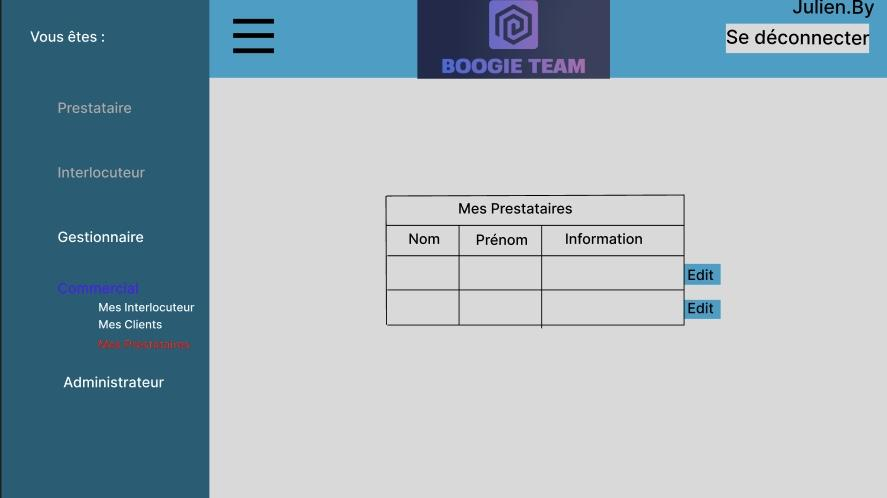 Vous êtes :
Prestataire
Interlocuteur
Gestionnaire
Commercial
Mes Interlocuteur
Mes Clients
Mes Prestataires
Administrateur
BOOGIE TEAM
Julien.By
Se déconnecter
Mes Prestataires
Nom Prénom Information
Edit
Edit